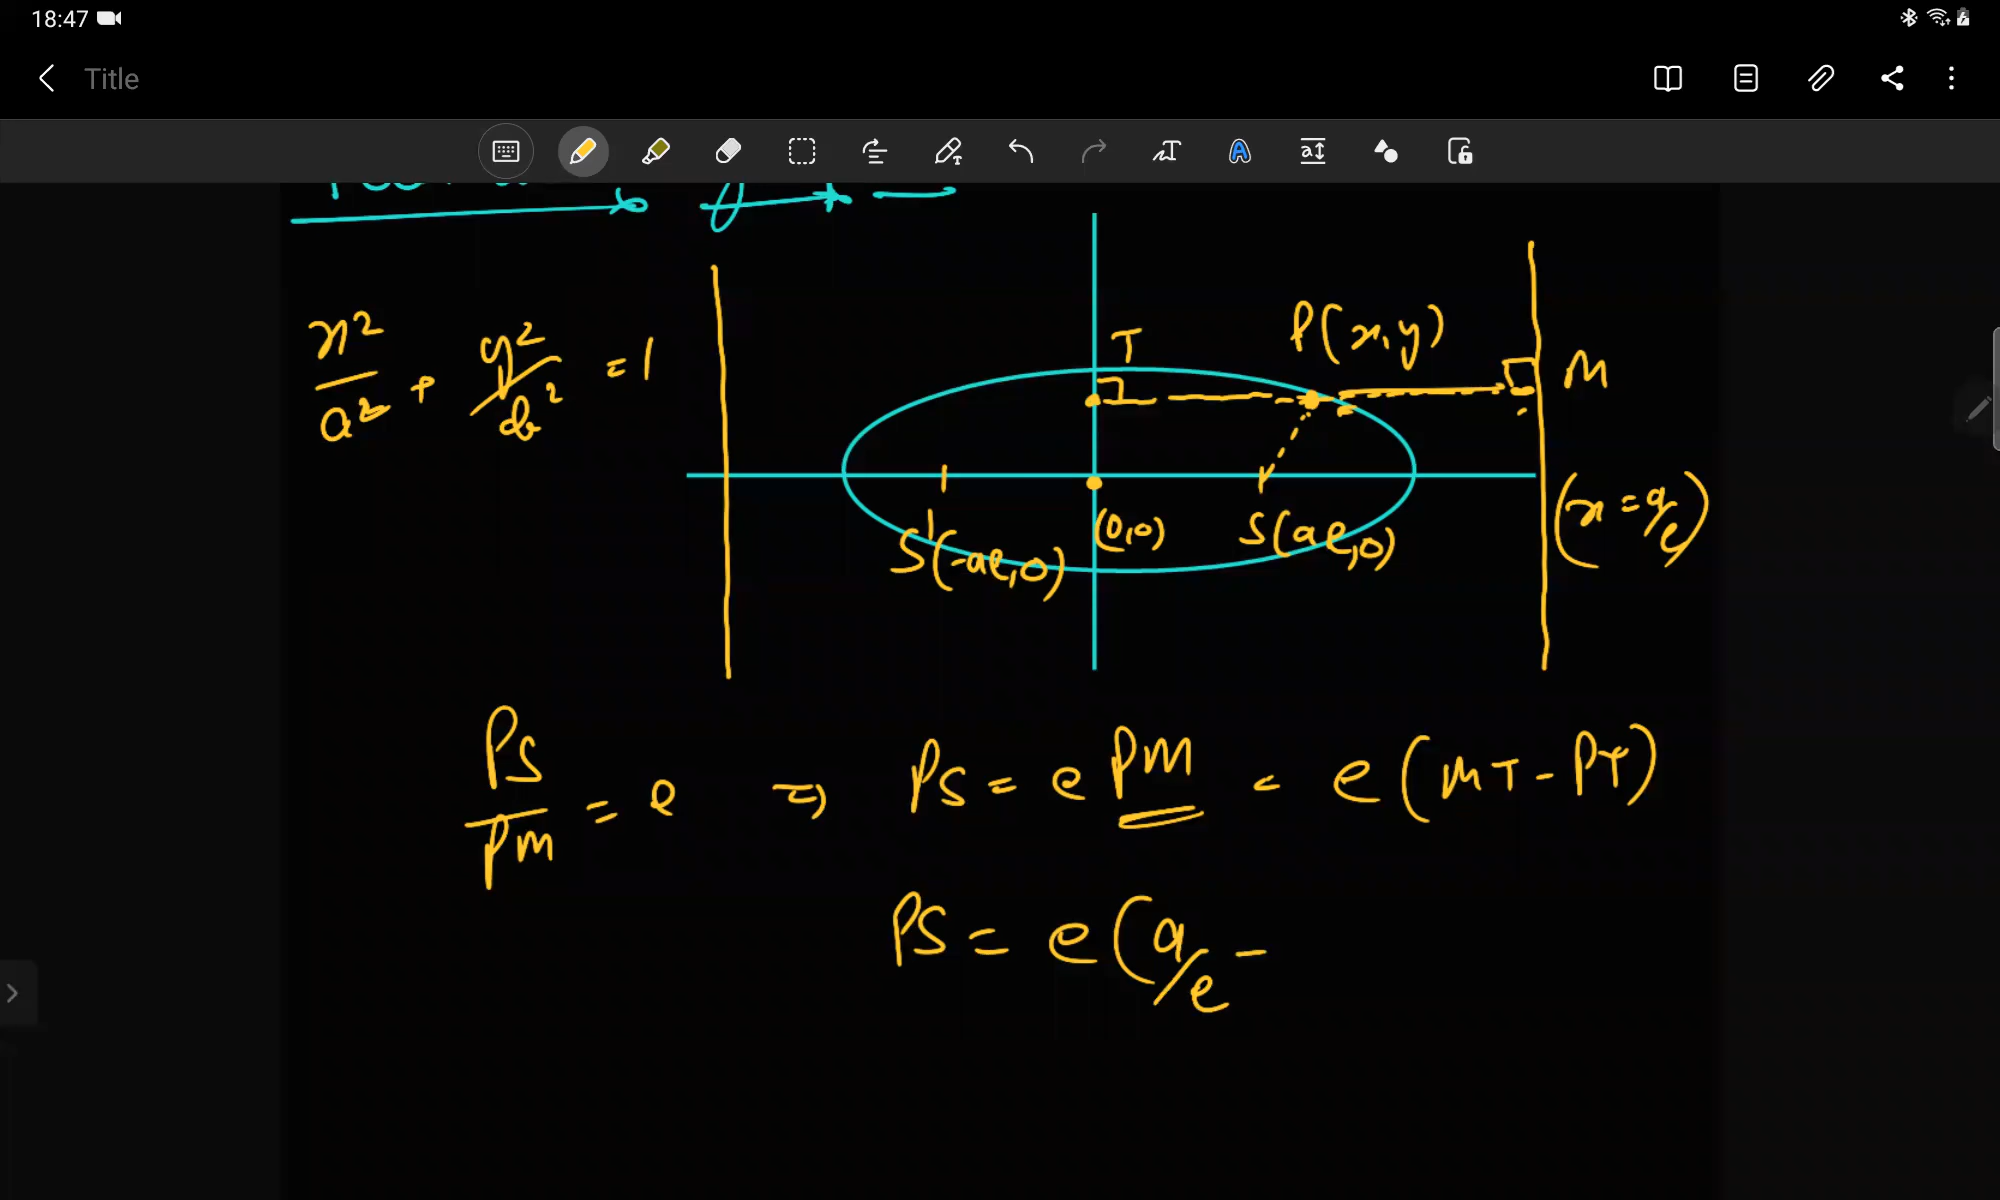 18:47
Title
x²/a² + y²/b² = 1
T
P(x,y)
M
(x = a/e)
(0,0)
S(ae,0)
S'(-ae,0)
PS/PM = e ⇒ PS = e PM = e(MT - PT)
PS = e(a/e -